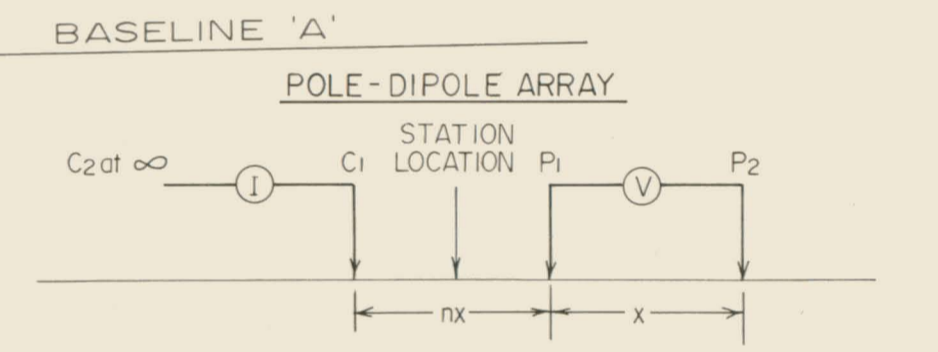 BASELINE 'A'
POLE-DIPOLE ARRAY
STATION
C2 at ∞ C1 LOCATION P1 P2
I V
nx x